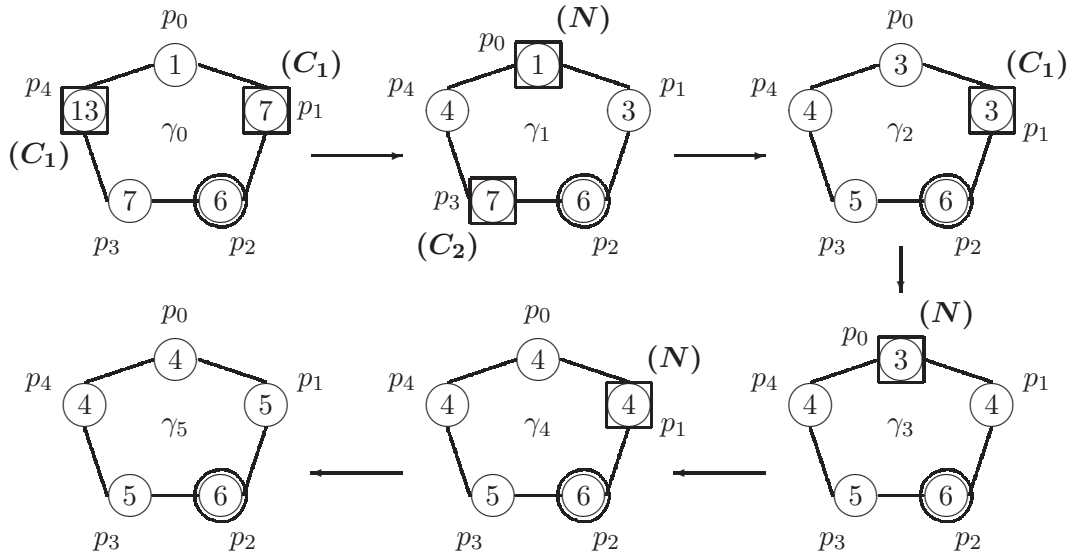 p₀ (N) p₀
1 (C₁) p₀ 1 3 (C₁)
p₄ 13 7 p₁ p₄ 4 3 p₁ p₄ 4 3 p₁
(C₁) γ₀ γ₁ γ₂
7 6 p₃ 7 6 5 6
p₃ p₂ (C₂) p₂ p₃ p₂
p₀ p₀ (N)
4 4 (N) p₀ 3
p₄ 4 5 p₁ p₄ 4 4 p₁ p₄ 4 4 p₁
γ₅ γ₄ γ₃
5 6 5 6 5 6
p₃ p₂ p₃ p₂ p₃ p₂